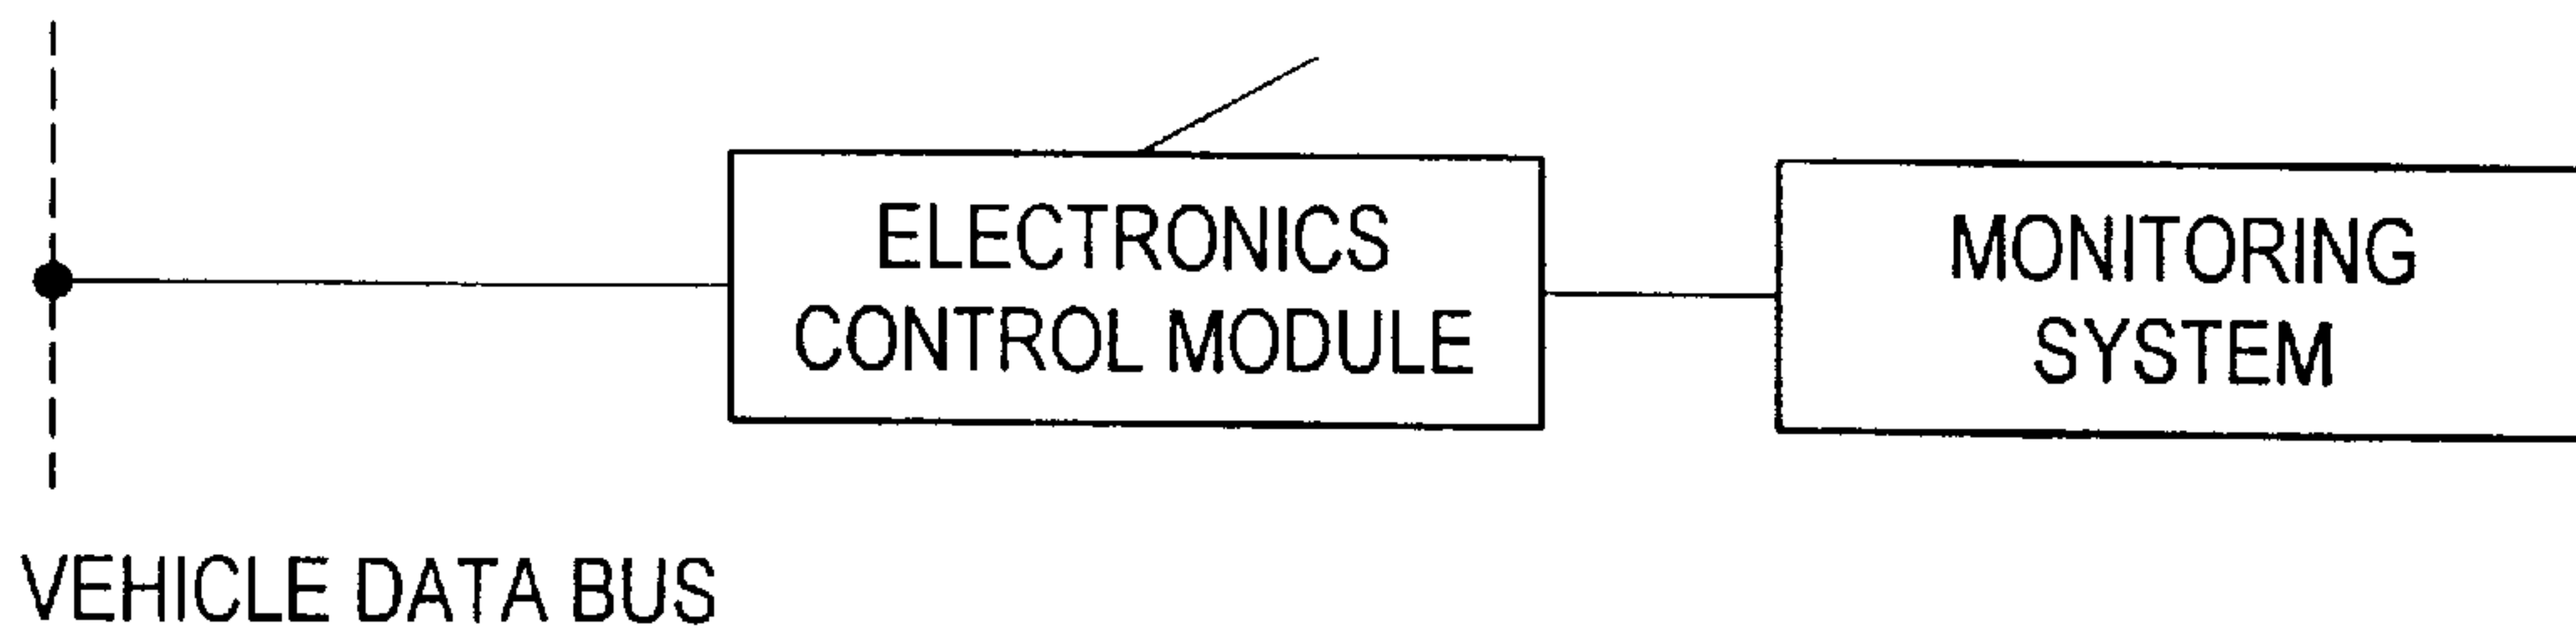 ELECTRONICS
CONTROL MODULE
MONITORING
SYSTEM
VEHICLE DATA BUS